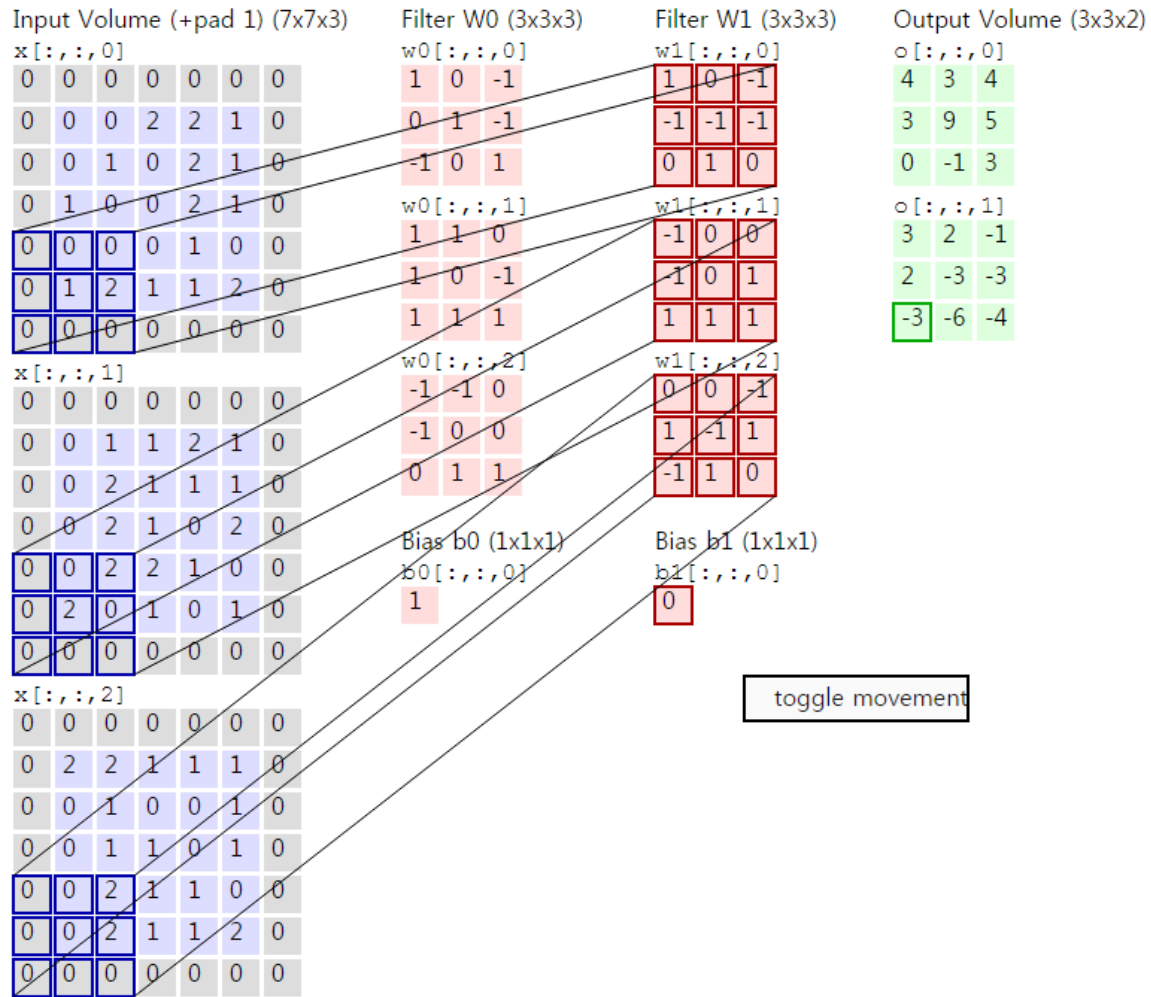 Input Volume (+pad 1) (7x7x3) Filter W0 (3x3x3) Filter W1 (3x3x3) Output Volume (3x3x2)
x[:,:,0] w0[:,:,0] w1[:,:,0] o[:,:,0]
0 0 0 0 0 0 0 1 0 -1 1 0 -1 4 3 4
0 0 0 2 2 1 0 0 1 -1 -1 -1 -1 3 9 5
0 0 1 0 2 1 0 -1 0 1 0 1 0 0 -1 3
0 1 0 0 2 1 0 w0[:,:,1] w1[:,:,1] o[:,:,1]
0 0 0 0 1 0 0 1 1 0 -1 0 0 3 2 -1
0 1 2 1 1 2 0 1 0 -1 -1 0 1 2 -3 -3
0 0 0 0 0 0 0 1 1 1 1 1 1 -3 -6 -4
x[:,:,1] w0[:,:,2] w1[:,:,2]
0 0 0 0 0 0 0 -1 -1 0 0 0 -1
0 0 1 1 2 1 0 -1 0 0 1 -1 1
0 0 2 1 1 1 0 0 1 1 -1 1 0
0 0 2 1 0 2 0 Bias b0 (1x1x1) Bias b1 (1x1x1)
0 0 2 2 1 0 0 b0[:,:,0] b1[:,:,0]
0 2 0 1 0 1 0 1 0
0 0 0 0 0 0 0
x[:,:,2] toggle movement
0 0 0 0 0 0 0
0 2 2 1 1 1 0
0 0 1 0 0 1 0
0 0 1 1 0 1 0
0 0 2 1 1 0 0
0 0 2 1 1 2 0
0 0 0 0 0 0 0